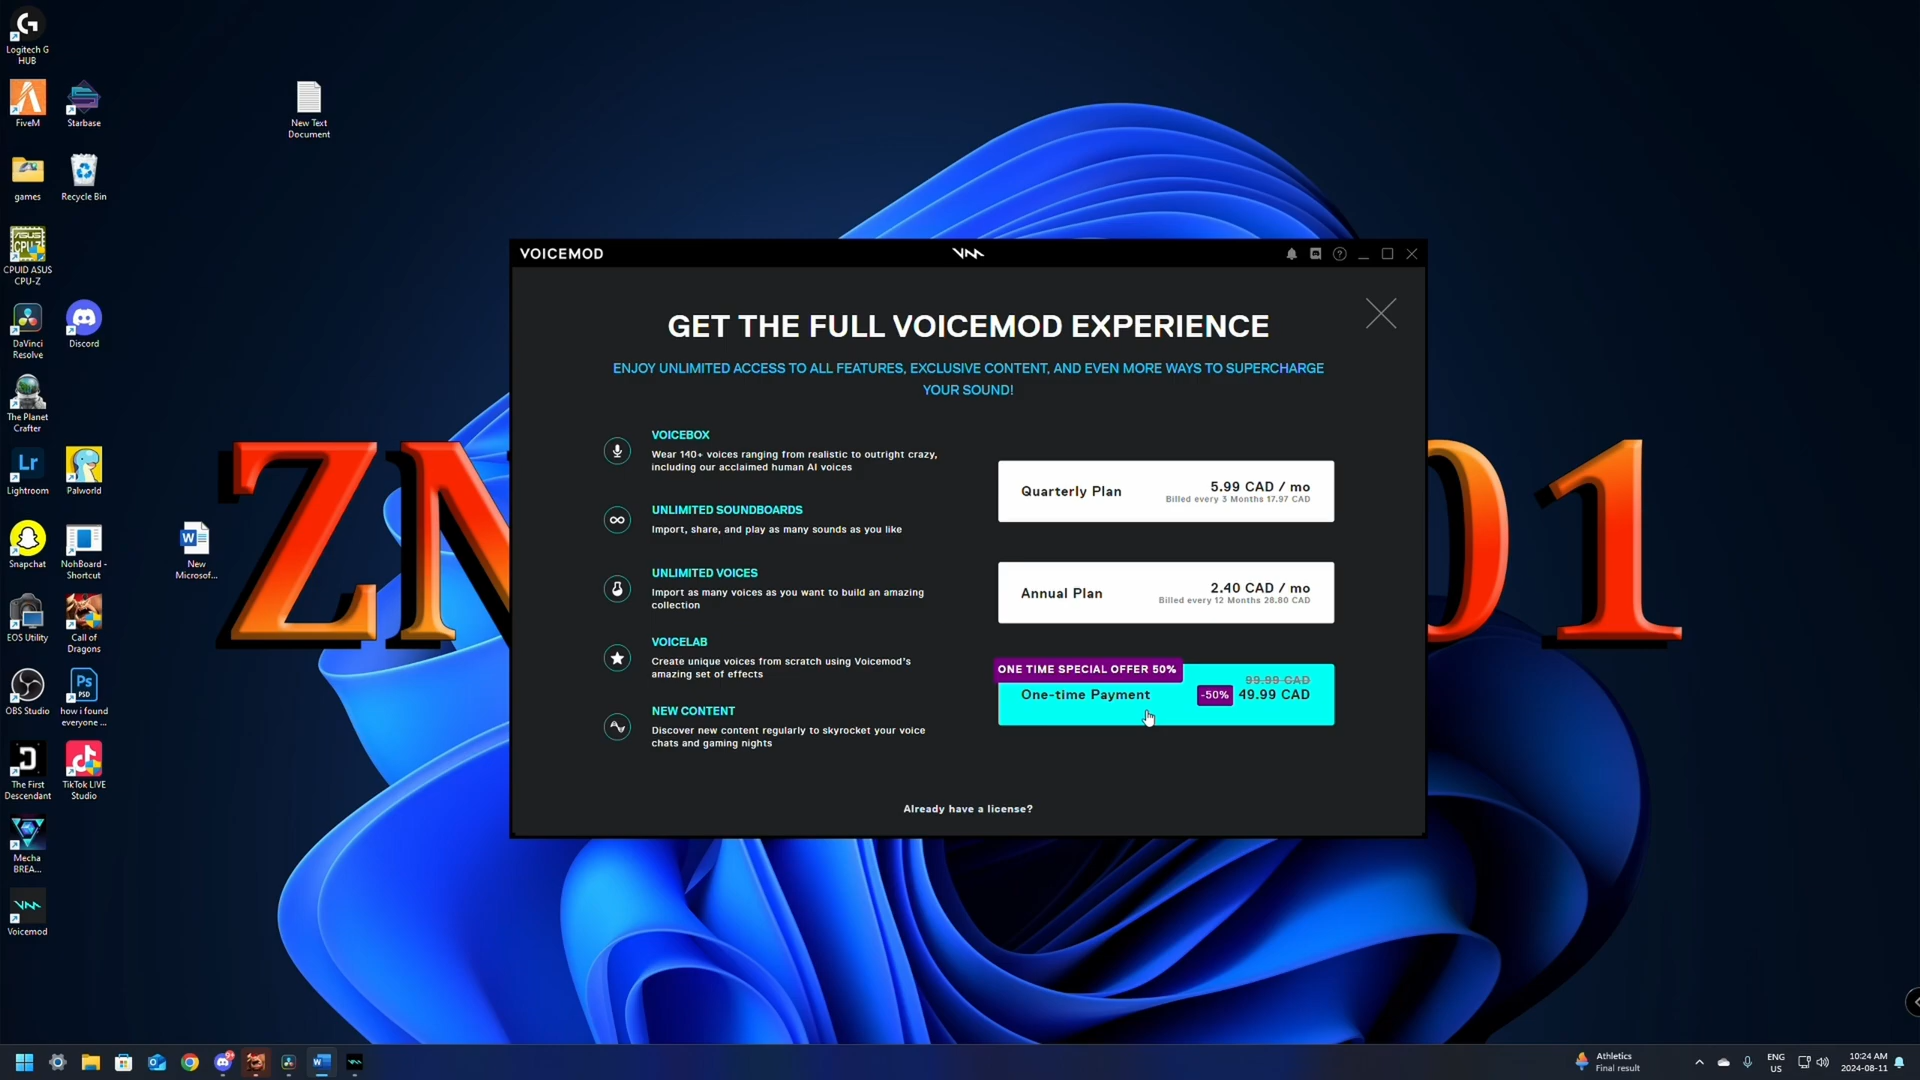 Logitech G
HUB
FiveM
Starbase
New Text
Document
games
Recycle Bin
CPUID ASUS
CPU-Z
DaVinci
Resolve
Discord
The Planet
Crafter
Lightroom
Palworld
Snapchat
NohBoard -
Shortcut
New
Microsof...
EOS Utility
Call of
Dragons
OBS Studio
how i found
everyone ...
The First
Descendant
TikTok LIVE
Studio
Mecha
BREA...
Voicemod
ZN
01
VOICEMOD
GET THE FULL VOICEMOD EXPERIENCE
ENJOY UNLIMITED ACCESS TO ALL FEATURES, EXCLUSIVE CONTENT, AND EVEN MORE WAYS TO SUPERCHARGE
YOUR SOUND!
VOICEBOX
Wear 140+ voices ranging from realistic to outright crazy,
including our acclaimed human AI voices
UNLIMITED SOUNDBOARDS
Import, share, and play as many sounds as you like
UNLIMITED VOICES
Import as many voices as you want to build an amazing
collection
VOICELAB
Create unique voices from scratch using Voicemod's
amazing set of effects
NEW CONTENT
Discover new content regularly to skyrocket your voice
chats and gaming nights
Quarterly Plan
5.99 CAD / mo
Billed every 3 Months 17.97 CAD
Annual Plan
2.40 CAD / mo
Billed every 12 Months 28.80 CAD
ONE TIME SPECIAL OFFER 50%
99.99 CAD
One-time Payment
-50% 49.99 CAD
Already have a license?
Athletics
Final result
ENG
US
10:24 AM
2024-08-11